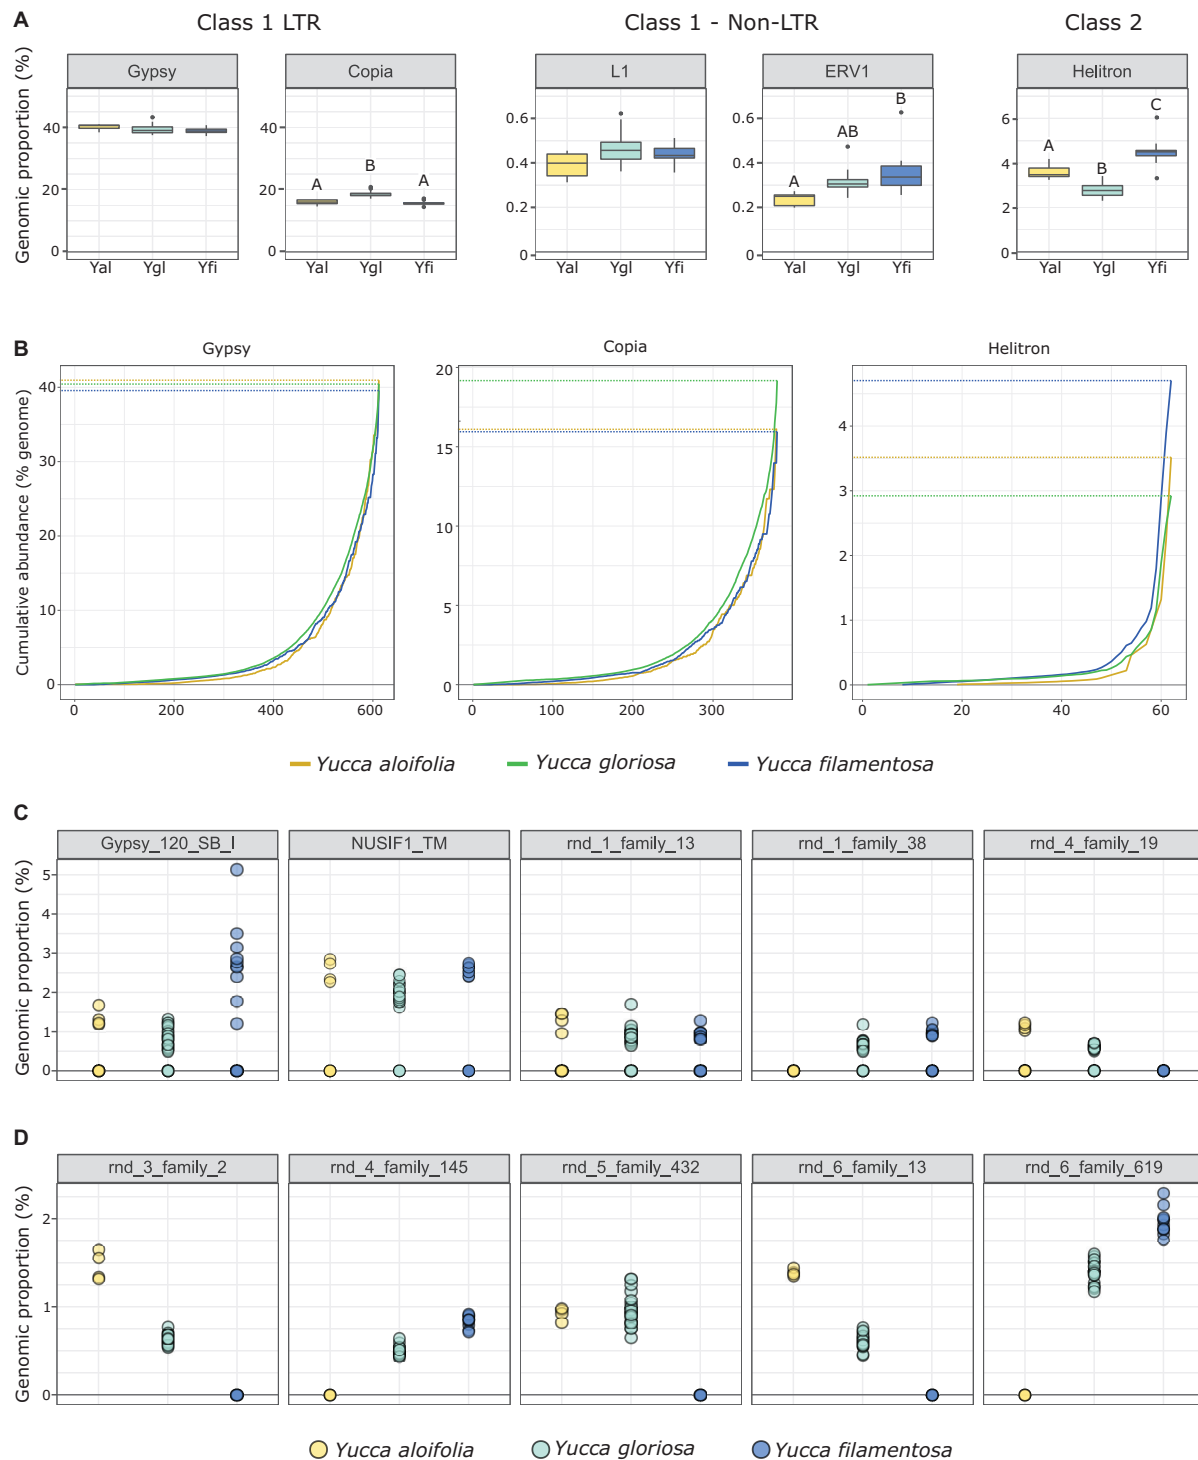 A
Class 1 LTR
Class 1 - Non-LTR
Class 2
Genomic proportion (%)
Gypsy
Copia
L1
ERV1
Helitron
40
20
0
Yal Ygl Yfi
40
20
0
A B A
Yal Ygl Yfi
0.6
0.4
0.2
0
Yal Ygl Yfi
0.6
0.4
0.2
0
A AB B
Yal Ygl Yfi
6
4
2
0
A B C
Yal Ygl Yfi
B
Gypsy
Copia
Helitron
Cumulative abundance (% genome)
40
30
20
10
0
0 200 400 600
20
15
10
5
0
0 100 200 300
4
3
2
1
0
0 20 40 60
Yucca aloifolia
Yucca gloriosa
Yucca filamentosa
C
Gypsy_120_SB_I
NUSIF1_TM
rnd_1_family_13
rnd_1_family_38
rnd_4_family_19
Genomic proportion (%)
5
4
3
2
1
0
D
rnd_3_family_2
rnd_4_family_145
rnd_5_family_432
rnd_6_family_13
rnd_6_family_619
Genomic proportion (%)
2
1
0
Yucca aloifolia
Yucca gloriosa
Yucca filamentosa